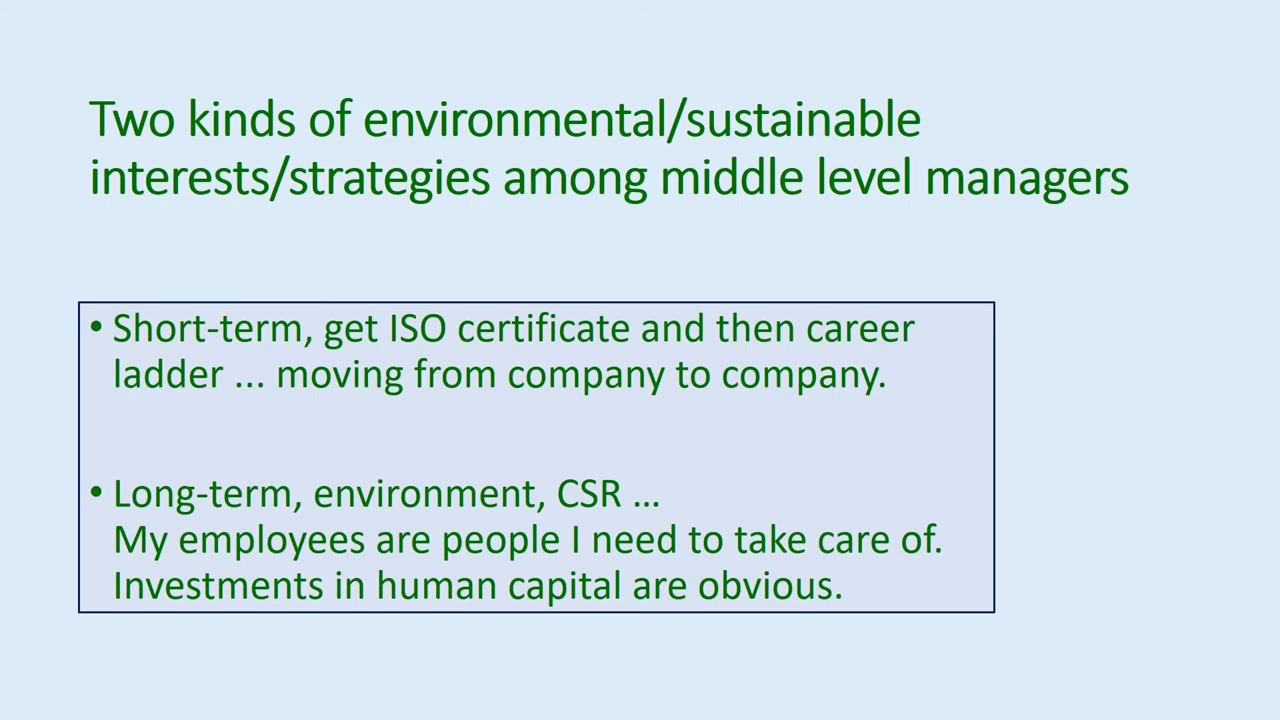 Two kinds of environmental/sustainable
interests/strategies among middle level managers
• Short-term, get ISO certificate and then career
ladder ... moving from company to company.
• Long-term, environment, CSR …
My employees are people I need to take care of.
Investments in human capital are obvious.